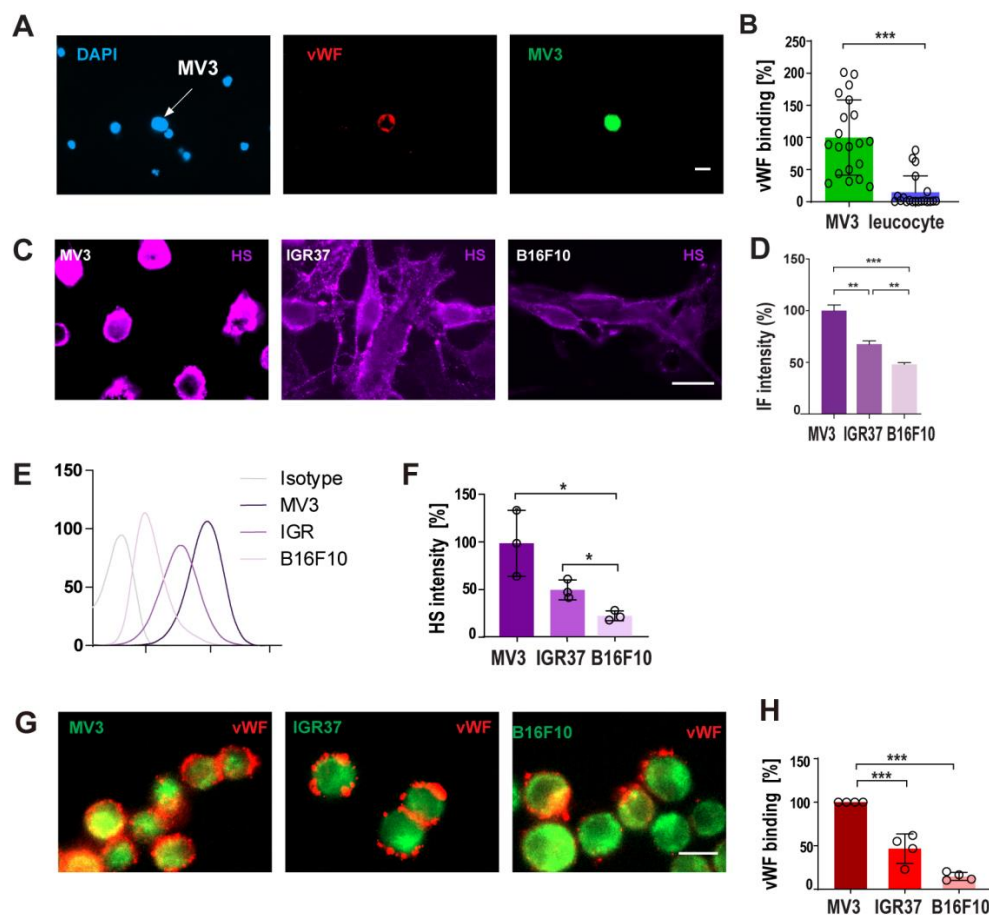 A
DAPI
MV3
vWF
MV3
B
***
vWF binding [%]
250
200
150
100
50
0
MV3 leucocyte
C
MV3
HS
IGR37
HS
B16F10
HS
D
***
** **
IF intensity (%)
150
100
50
0
MV3 IGR37 B16F10
E
150
100
50
0
Isotype
MV3
IGR
B16F10
F
*
*
HS intensity [%]
150
100
50
0
MV3 IGR37 B16F10
G
MV3
vWF
IGR37
vWF
B16F10
vWF
H
***
***
vWF binding [%]
150
100
50
0
MV3 IGR37 B16F10